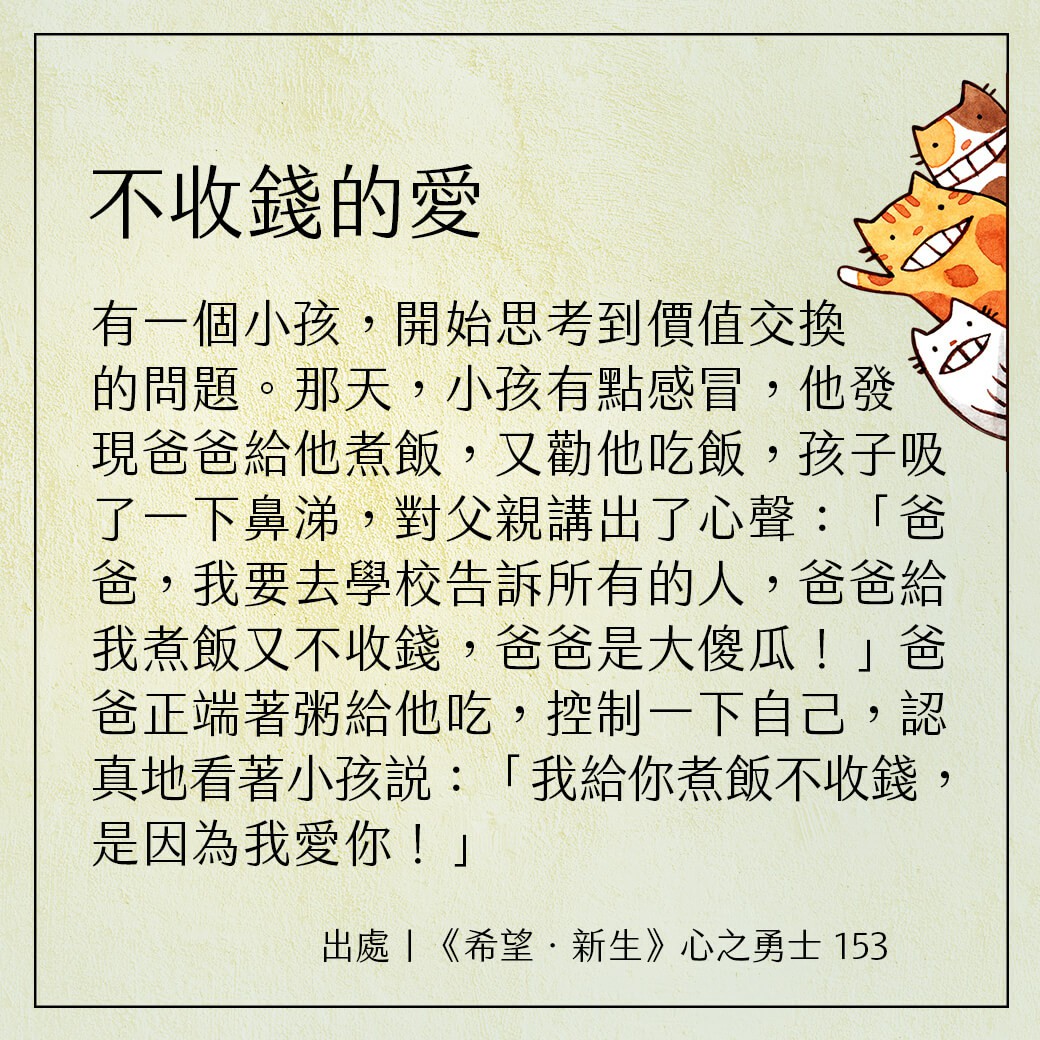 不收錢的愛
有一個小孩，開始思考到價值交換
的問題。那天，小孩有點感冒，他發
現爸爸給他煮飯，又勸他吃飯，孩子吸
了一下鼻涕，對父親講出了心聲：「爸
爸，我要去學校告訴所有的人，爸爸給
我煮飯又不收錢，爸爸是大傻瓜！」爸
爸正端著粥給他吃，控制一下自己，認
真地看著小孩說：「我給你煮飯不收錢，
是因為我愛你！」
出處｜《希望．新生》心之勇士 153